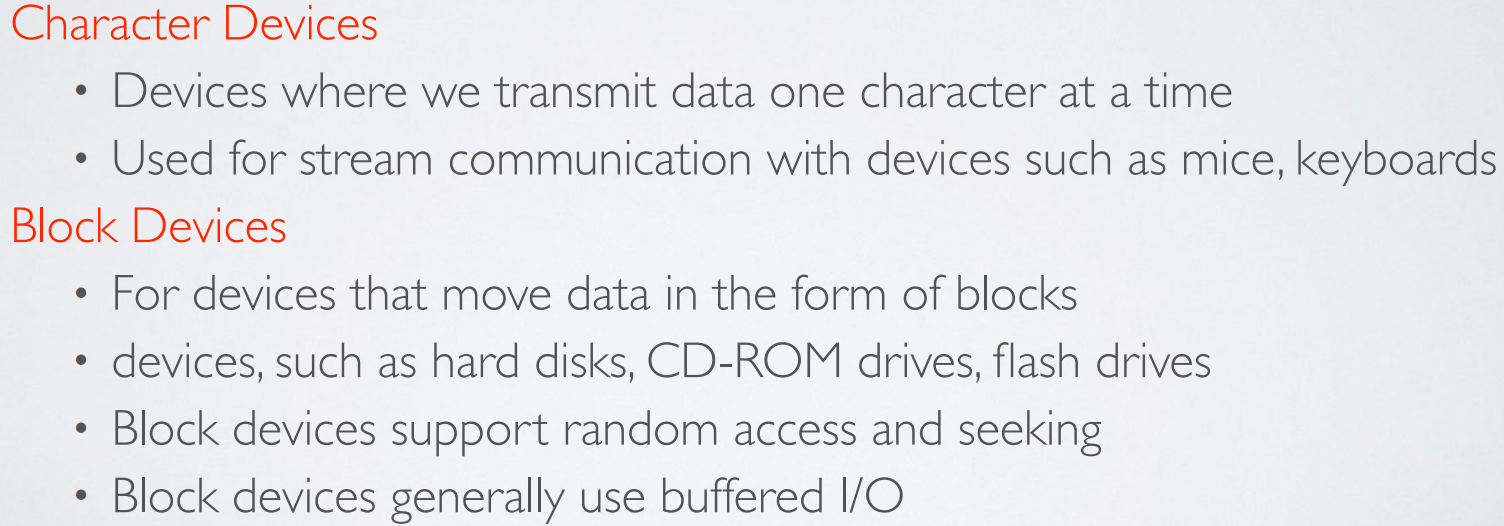 Character Devices
• Devices where we transmit data one character at a time
• Used for stream communication with devices such as mice, keyboards
Block Devices
• For devices that move data in the form of blocks
• devices, such as hard disks, CD-ROM drives, flash drives
• Block devices support random access and seeking
• Block devices generally use buffered I/O